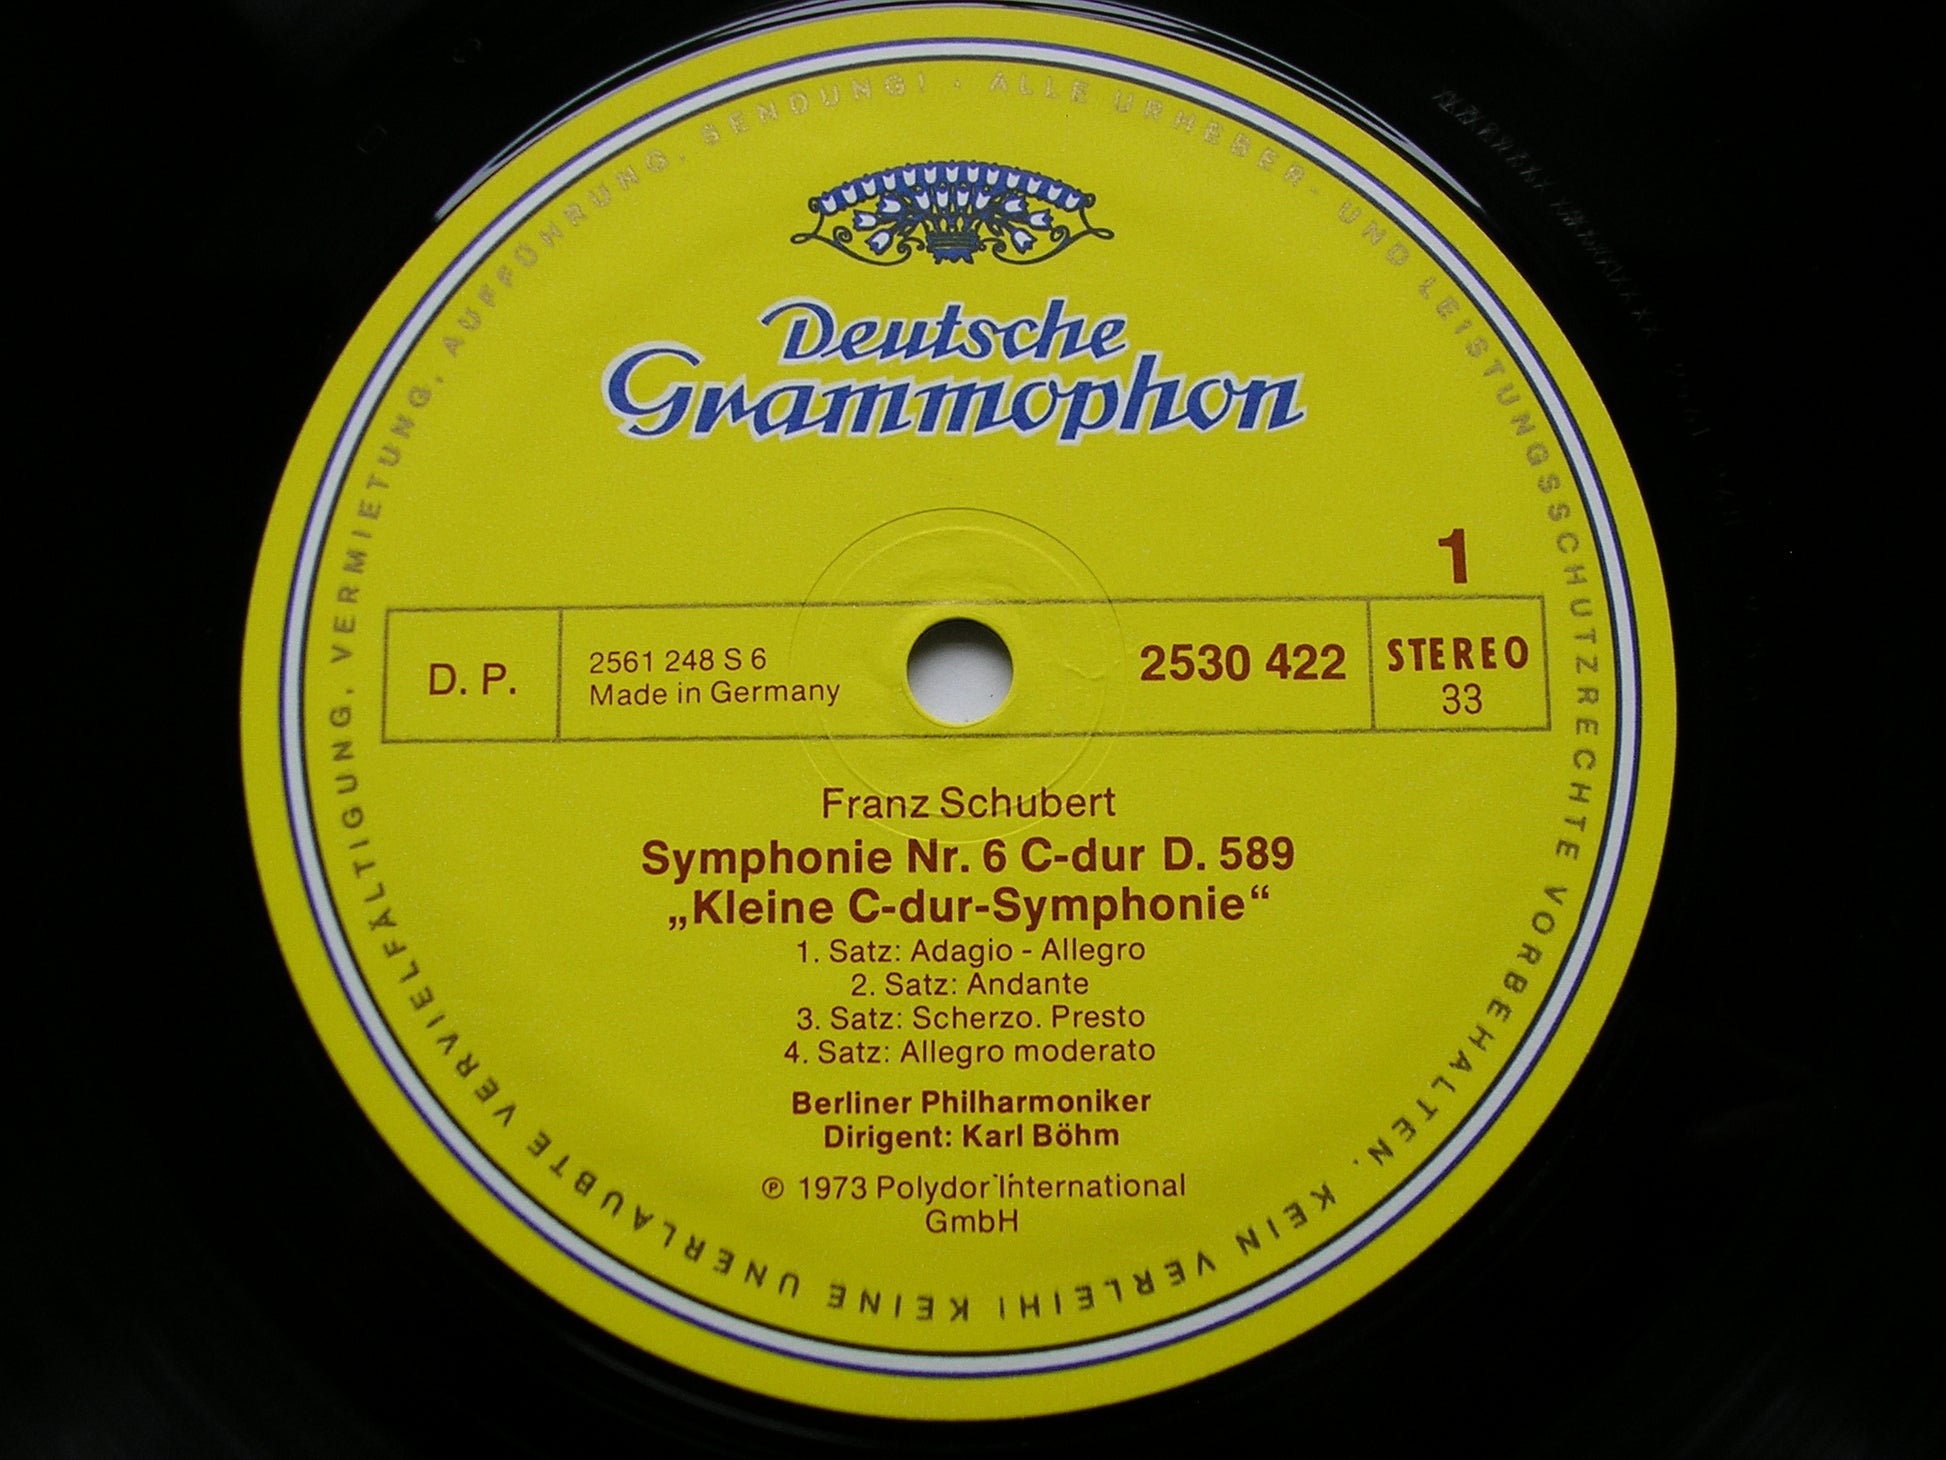 Deutsche
Grammophon
1
D. P.
2561 248 S 6
Made in Germany
2530 422
STEREO
33
Franz Schubert
Symphonie Nr. 6 C-dur D. 589
„Kleine C-dur-Symphonie“
1. Satz: Adagio - Allegro
2. Satz: Andante
3. Satz: Scherzo. Presto
4. Satz: Allegro moderato
Berliner Philharmoniker
Dirigent: Karl Böhm
℗ 1973 Polydor International
GmbH
ALLE URHEBER- UND LEISTUNGSSCHUTZRECHTE VORBEHALTEN. KEIN VERLEIH! KEINE UNERLAUBTE VERVIELFÄLTIGUNG, VERMIETUNG, AUFFÜHRUNG, SENDUNG! ·